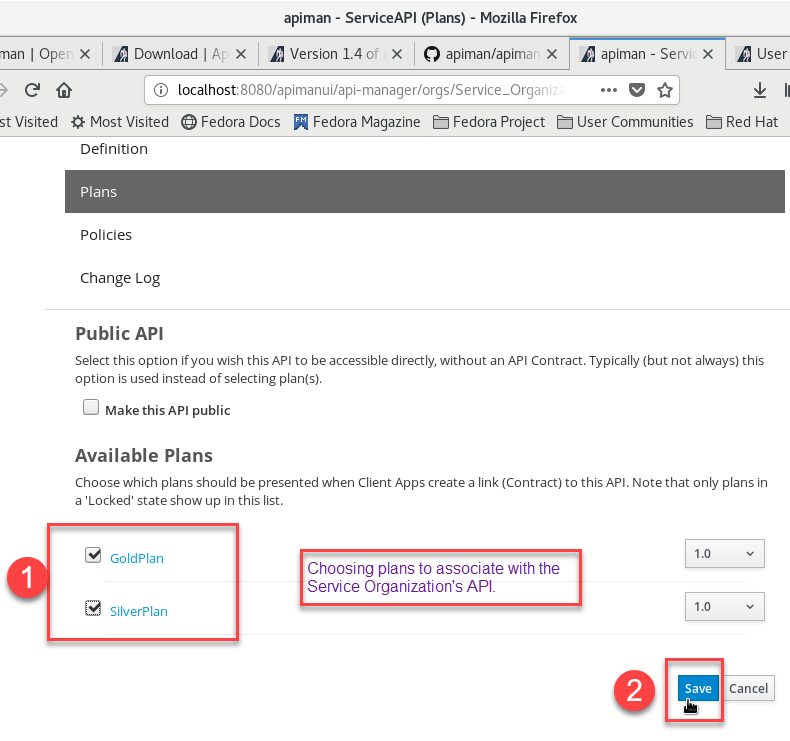 apiman - ServiceAPI (Plans) - Mozilla Firefox
man | Open
Download | Ap
Version 1.4 of
apiman/apiman
apiman - Servic
User
localhost:8080/apimanui/api-manager/orgs/Service_Organiza
st Visited
Most Visited
Fedora Docs
FM
Fedora Magazine
Fedora Project
User Communities
Red Hat
Definition
Plans
Policies
Change Log
Public API
Select this option if you wish this API to be accessible directly, without an API Contract. Typically (but not always) this
option is used instead of selecting plan(s).
Make this API public
Available Plans
Choose which plans should be presented when Client Apps create a link (Contract) to this API. Note that only plans in
a 'Locked' state show up in this list.
1
GoldPlan
Choosing plans to associate with the
Service Organization's API.
1.0
SilverPlan
1.0
2
Save
Cancel